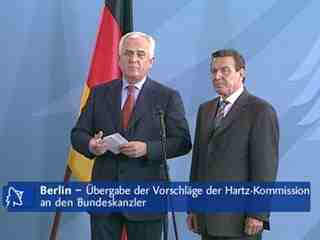 Berlin – Übergabe der Vorschläge der Hartz-Kommission
an den Bundeskanzler